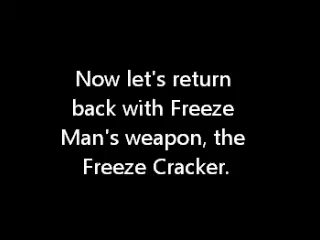 Now let's return
back with Freeze
Man's weapon, the
Freeze Cracker.